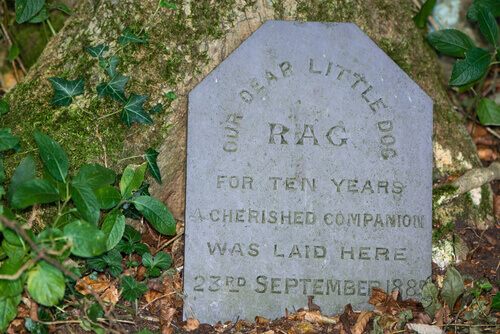 OUR DEAR LITTLE DOG
RAG
FOR TEN YEARS
A CHERISHED COMPANION
WAS LAID HERE
23RD SEPTEMBER